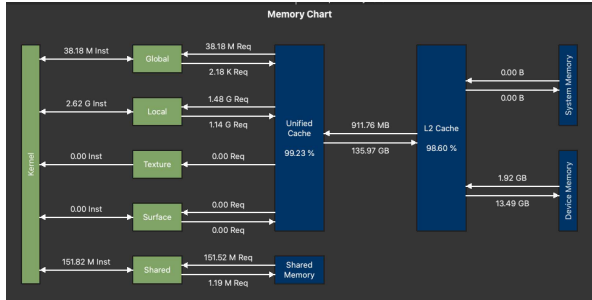 Memory Chart
38.18 M Inst
Global
38.18 M Req
2.18 K Req
2.62 G Inst
Local
1.48 G Req
1.14 G Req
0.00 Inst
Texture
0.00 Req
0.00 Inst
Surface
0.00 Req
0.00 Req
151.82 M Inst
Shared
151.52 M Req
1.19 M Req
Kernel
Unified
Cache
99.23 %
Shared
Memory
911.76 MB
135.97 GB
L2 Cache
98.60 %
0.00 B
0.00 B
System Memory
1.92 GB
13.49 GB
Device Memory